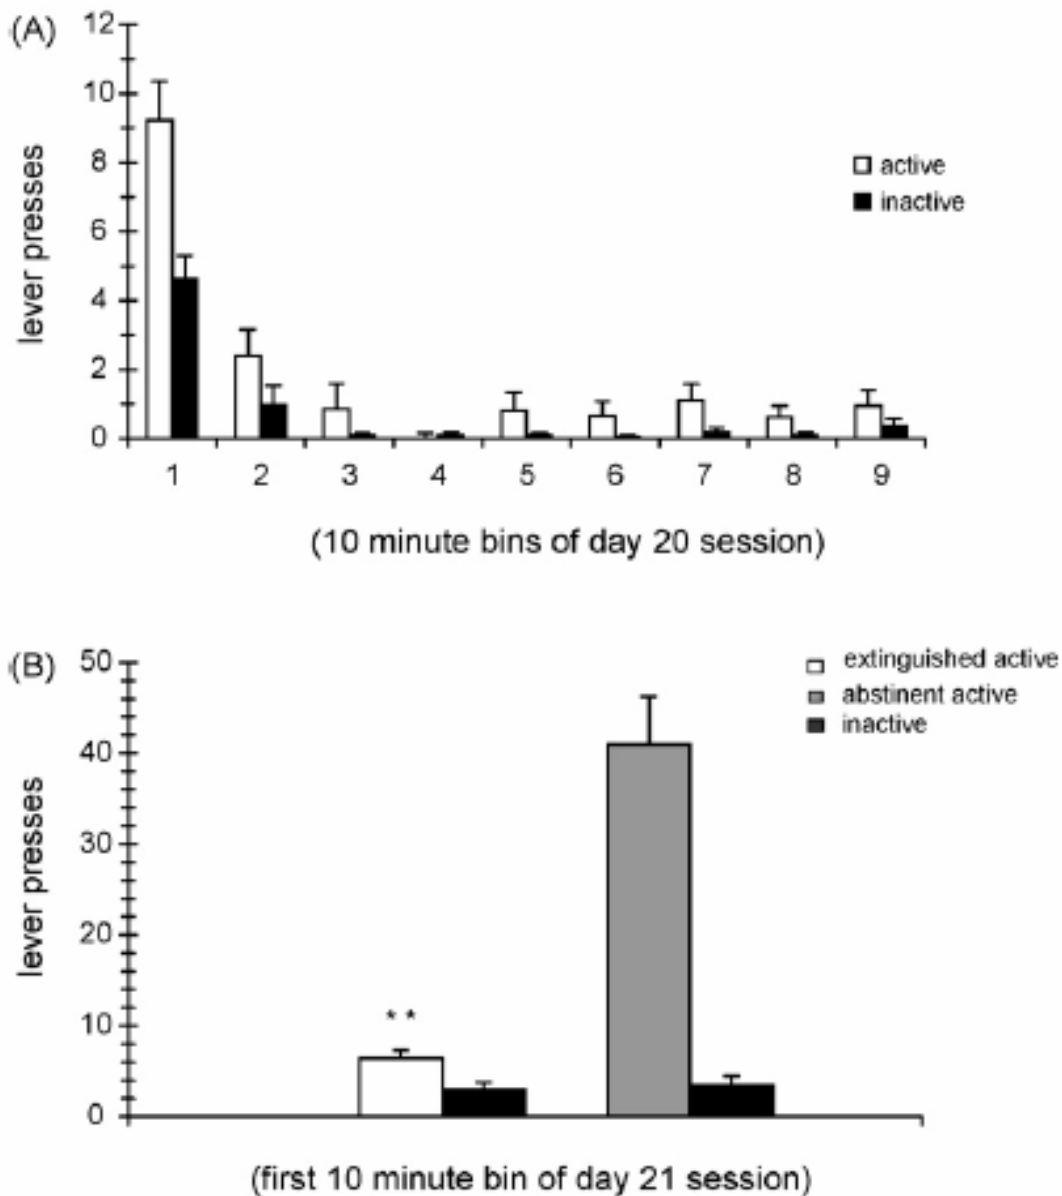 (A)
12
10
8
6
4
2
0
lever presses
active
inactive
1 2 3 4 5 6 7 8 9
(10 minute bins of day 20 session)
(B)
50
40
30
20
10
0
lever presses
extinguished active
abstinent active
inactive
**
(first 10 minute bin of day 21 session)